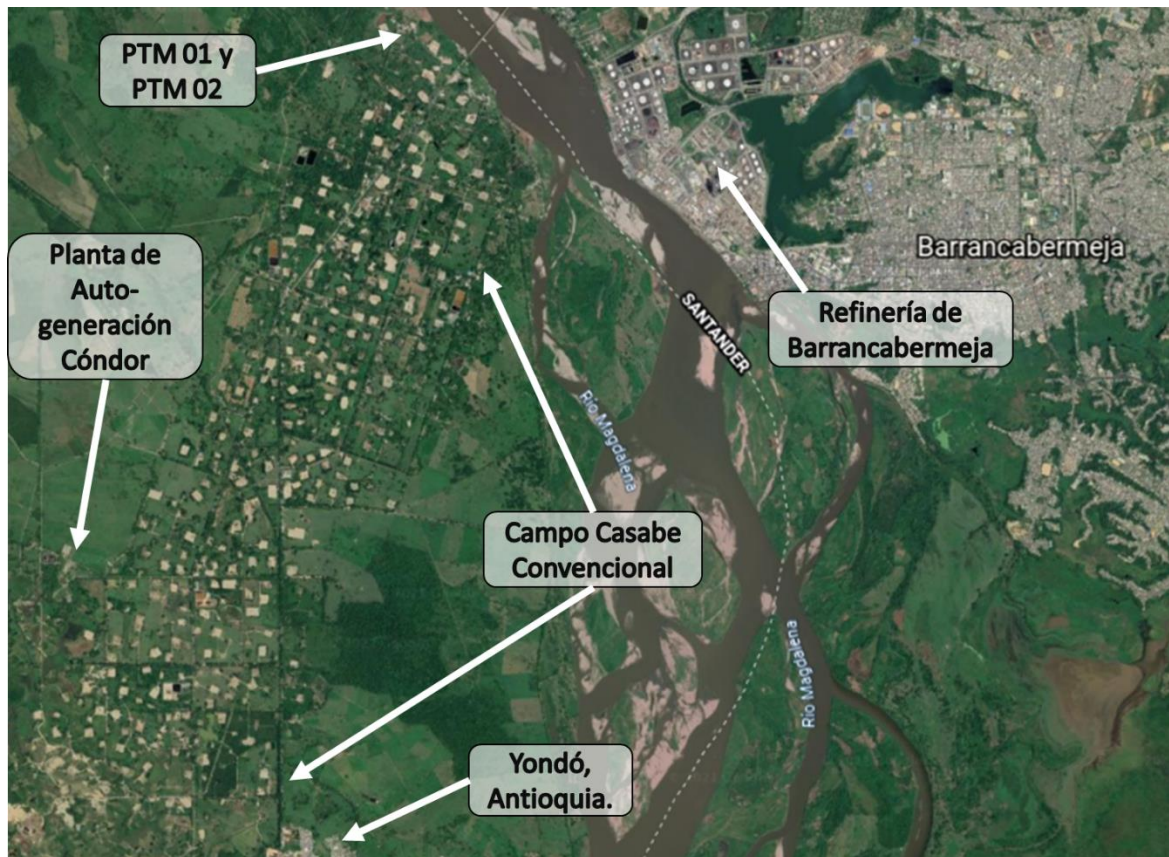 PTM 01 y
PTM 02
Planta de
Auto-
generación
Cóndor
Barrancabermeja
Refinería de
Barrancabermeja
SANTANDER
Río Magdalena
Campo Casabe
Convencional
Río Magdalena
Yondó,
Antioquia.